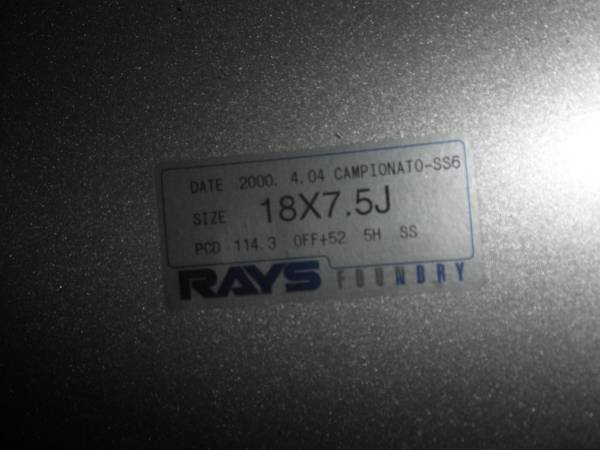 DATE 2000. 4.04 CAMPIONATO-SS6
SIZE 18X7.5J
PCD 114.3 OFF+52 5H SS
RAYS FOUNDRY